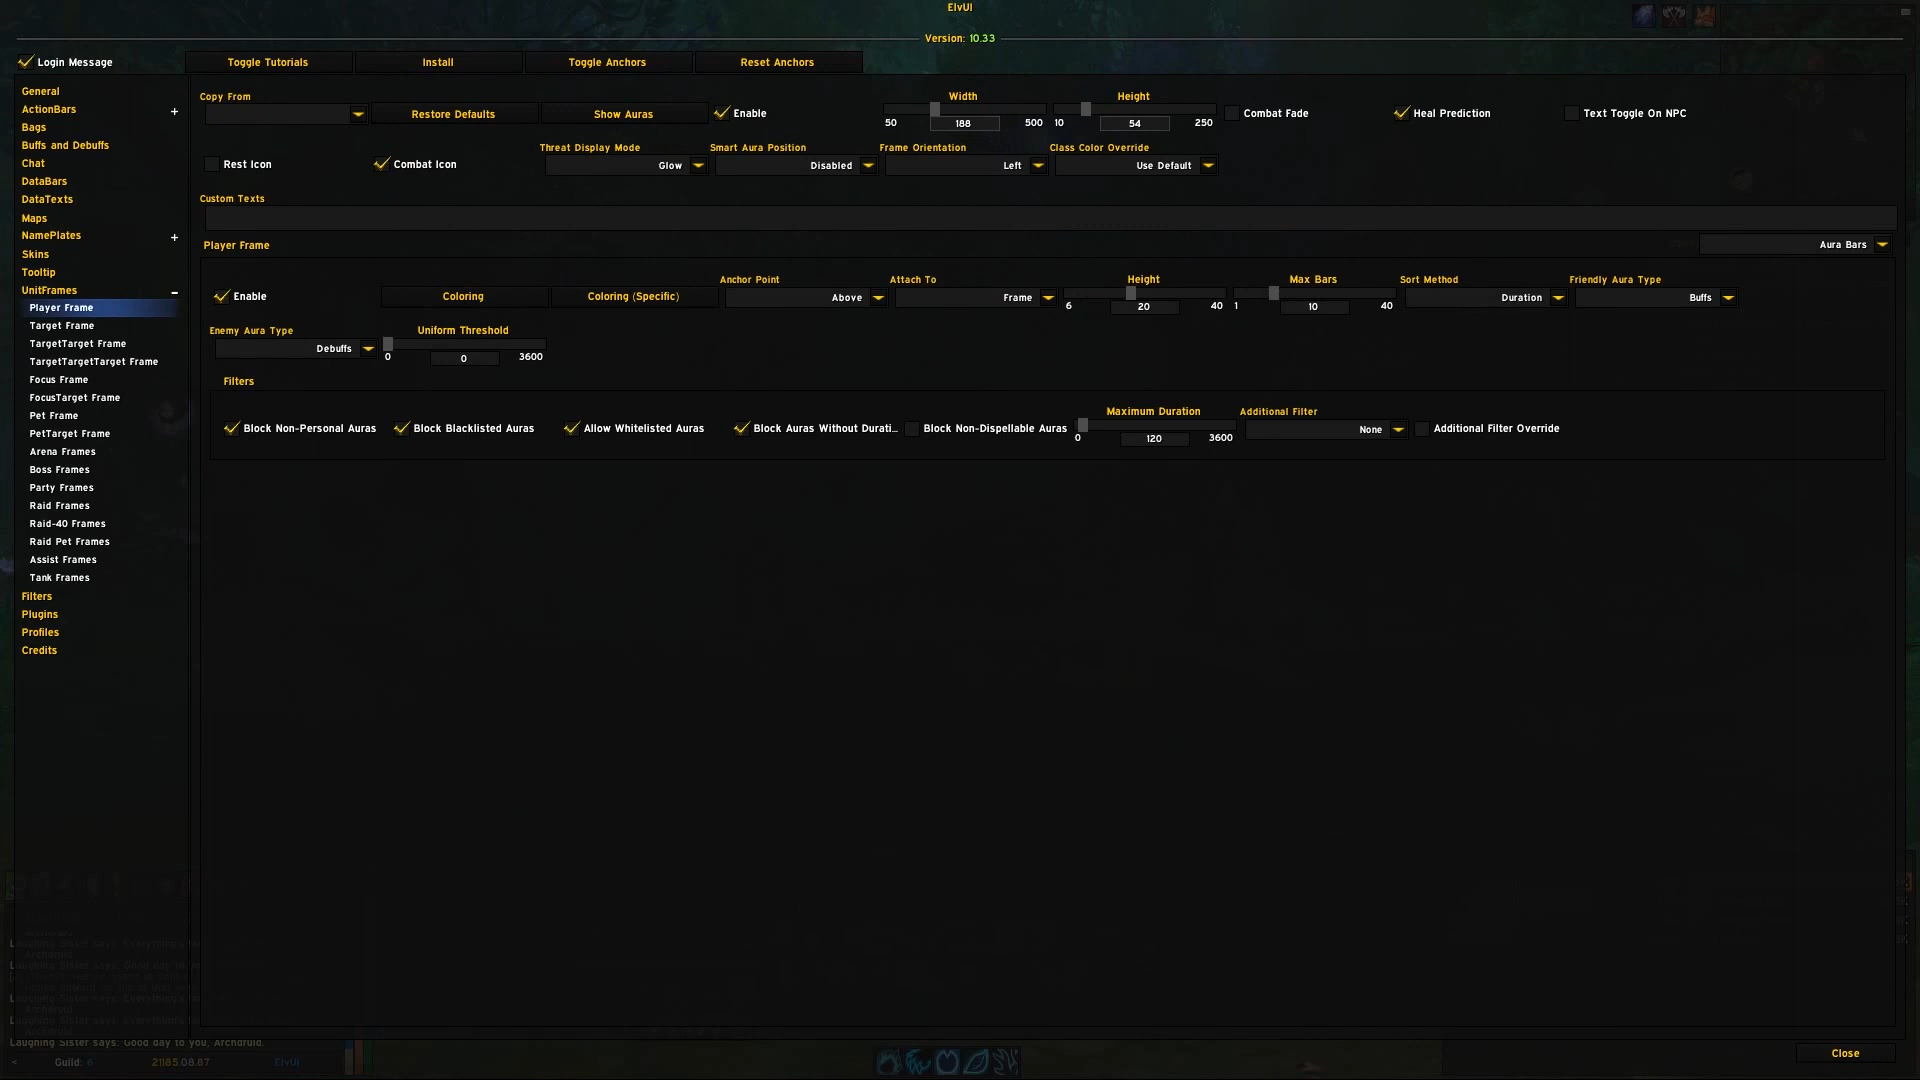 ElvUI
Version: 10.33
Login Message
Toggle Tutorials
Install
Toggle Anchors
Reset Anchors
General
ActionBars
+
Bags
Buffs and Debuffs
Chat
DataBars
DataTexts
Maps
NamePlates
+
Skins
Tooltip
UnitFrames
-
Player Frame
Target Frame
TargetTarget Frame
TargetTargetTarget Frame
Focus Frame
FocusTarget Frame
Pet Frame
PetTarget Frame
Arena Frames
Boss Frames
Party Frames
Raid Frames
Raid-40 Frames
Raid Pet Frames
Assist Frames
Tank Frames
Filters
Plugins
Profiles
Credits
Copy From
Restore Defaults
Show Auras
Enable
Width
50 188 500
Height
10 54 250
Combat Fade
Heal Prediction
Text Toggle On NPC
Rest Icon
Combat Icon
Threat Display Mode
Glow
Smart Aura Position
Disabled
Frame Orientation
Left
Class Color Override
Use Default
Custom Texts
Player Frame
Aura Bars
Enable
Coloring
Coloring (Specific)
Anchor Point
Above
Attach To
Frame
Height
6 20 40
Max Bars
1 10 40
Sort Method
Duration
Friendly Aura Type
Buffs
Enemy Aura Type
Debuffs
Uniform Threshold
0 0 3600
Filters
Block Non-Personal Auras
Block Blacklisted Auras
Allow Whitelisted Auras
Block Auras Without Durati...
Block Non-Dispellable Auras
Maximum Duration
0 120 3600
Additional Filter
None
Additional Filter Override
Laughing Sister says: Good day to you, Archdruid.
< Guild: 6 21185.08.87 ElvUI
Close